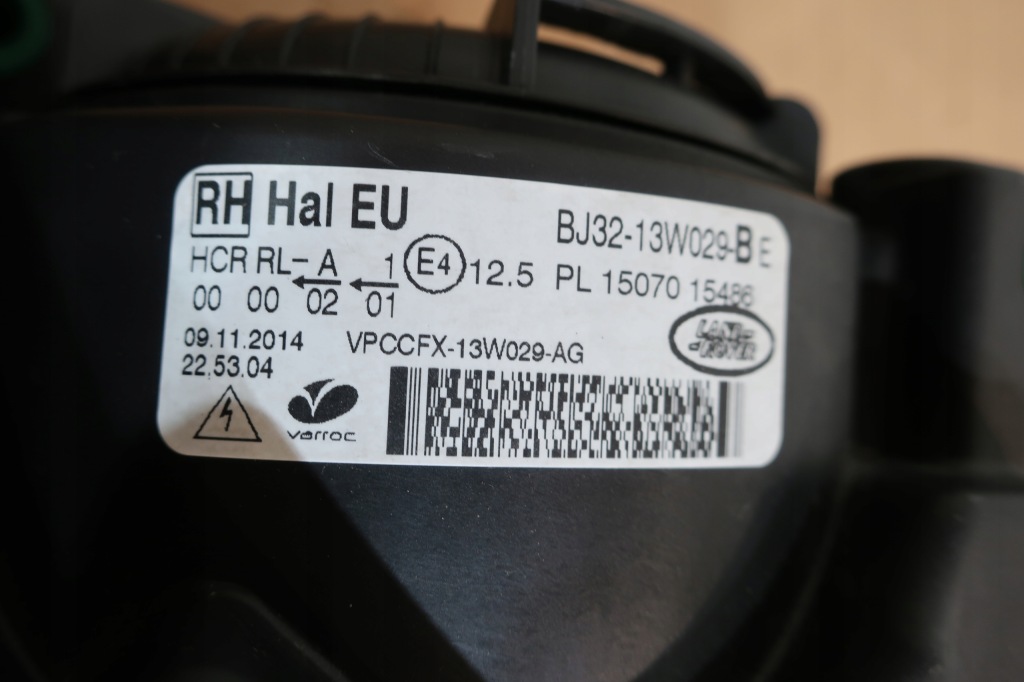 RH Hal EU
BJ32-13W029-BE
HCR RL- A 1 E4 12.5 PL 15070 15486
00 00 02 01
LAND-
-ROVER
09.11.2014 VPCCFX-13W029-AG
22.53.04
varroc